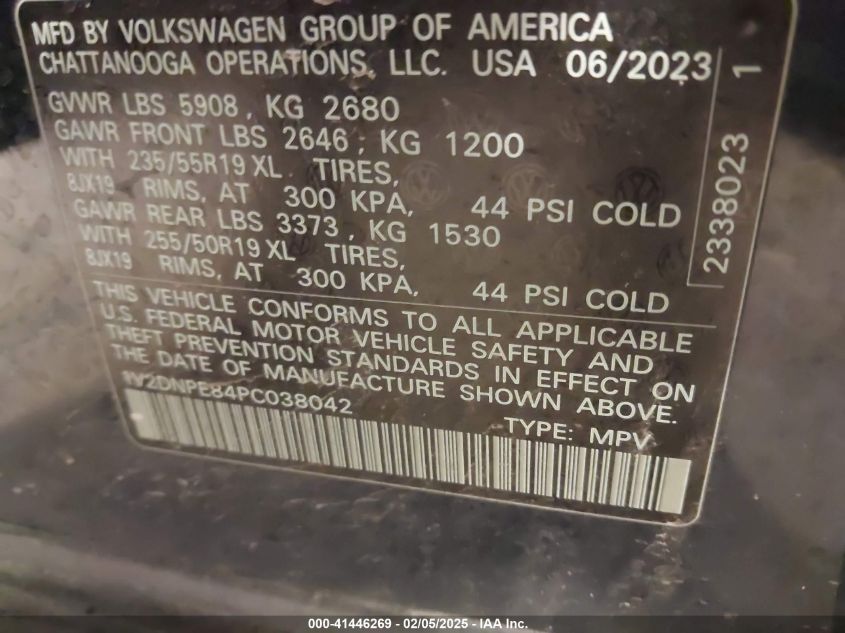 MFD BY VOLKSWAGEN GROUP OF AMERICA
CHATTANOOGA OPERATIONS, LLC. USA 06/2023 1
GVWR LBS 5908, KG 2680
GAWR FRONT LBS 2646, KG 1200
WITH 235/55R19 XL TIRES,
8JX19 RIMS, AT 300 KPA, 44 PSI COLD
GAWR REAR LBS 3373, KG 1530
WITH 255/50R19 XL TIRES,
8JX19 RIMS, AT 300 KPA, 44 PSI COLD
2338023
THIS VEHICLE CONFORMS TO ALL APPLICABLE
U.S. FEDERAL MOTOR VEHICLE SAFETY AND
THEFT PREVENTION STANDARDS IN EFFECT ON
THE DATE OF MANUFACTURE SHOWN ABOVE.
1V2DNPE84PC038042
TYPE: MPV
000-41446269 - 02/05/2025 - IAA Inc.